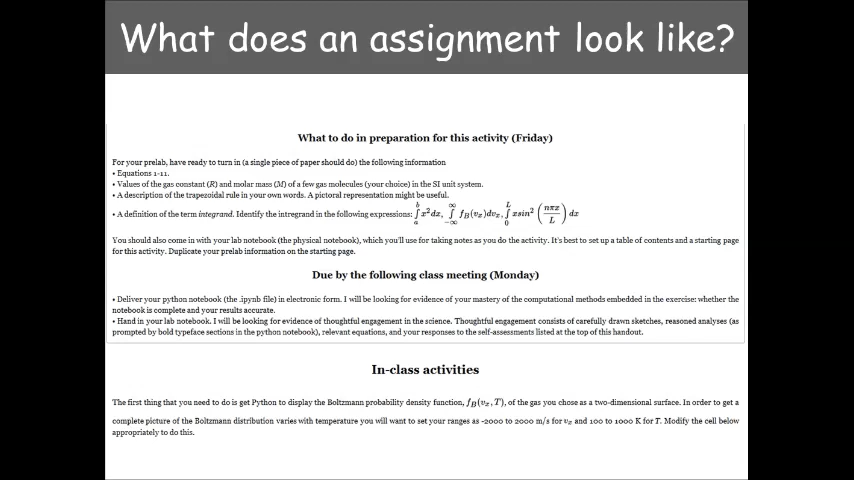 What does an assignment look like?
What to do in preparation for this activity (Friday)
For your prelab, have ready to turn in (a single piece of paper should do) the following information
• Equations 1-11.
• Values of the gas constant (R) and molar mass (M) of a few gas molecules (your choice) in the SI unit system.
• A description of the trapezoidal rule in your own words. A pictoral representation might be useful.
• A definition of the term integrand. Identify the intregrand in the following expressions: ∫_a^b x²dx, ∫_{-∞}^{∞} f_B(v_x)dv_x, ∫_0^L xsin²(nπx/L) dx
You should also come in with your lab notebook (the physical notebook), which you'll use for taking notes as you do the activity. It's best to set up a table of contents and a starting page
for this activity. Duplicate your prelab information on the starting page.
Due by the following class meeting (Monday)
• Deliver your python notebook (the .ipynb file) in electronic form. I will be looking for evidence of your mastery of the computational methods embedded in the exercise: whether the
notebook is complete and your results accurate.
• Hand in your lab notebook. I will be looking for evidence of thoughtful engagement in the science. Thoughtful engagement consists of carefully drawn sketches, reasoned analyses (as
prompted by bold typeface sections in the python notebook), relevant equations, and your responses to the self-assessments listed at the top of this handout.
In-class activities
The first thing that you need to do is get Python to display the Boltzmann probability density function, f_B(v_x, T), of the gas you chose as a two-dimensional surface. In order to get a
complete picture of the Boltzmann distribution varies with temperature you will want to set your ranges as -2000 to 2000 m/s for v_x and 100 to 1000 K for T. Modify the cell below
appropriately to do this.